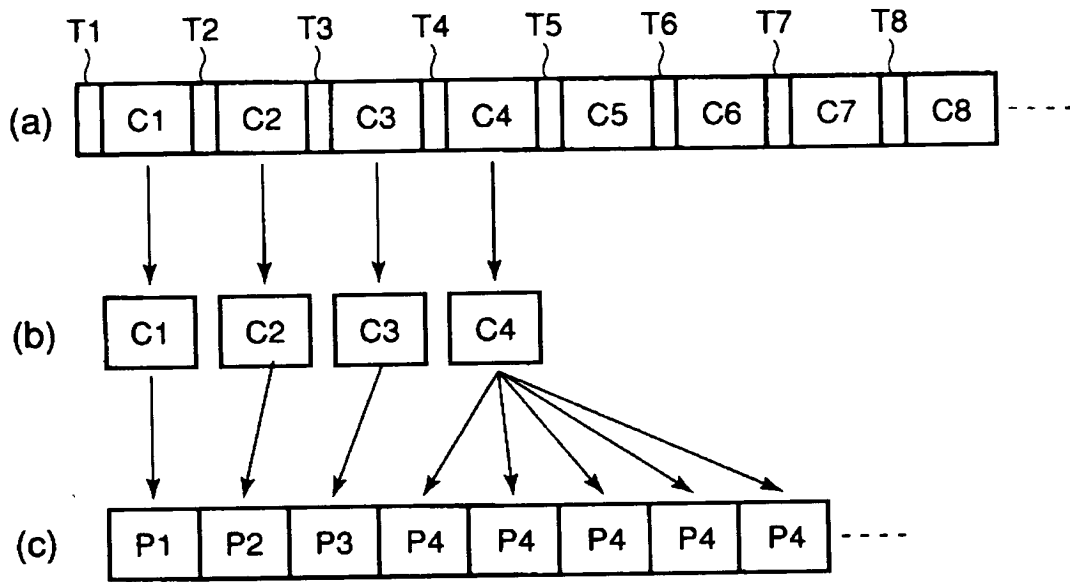 T1 T2 T3 T4 T5 T6 T7 T8
(a) C1 C2 C3 C4 C5 C6 C7 C8
(b) C1 C2 C3 C4
(c) P1 P2 P3 P4 P4 P4 P4 P4